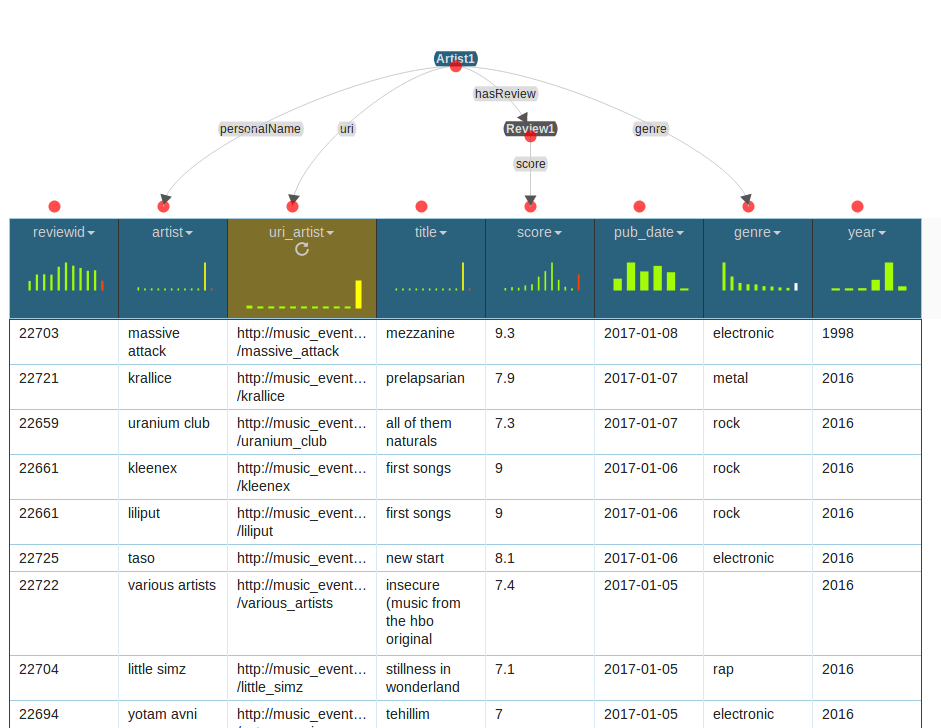 Artist1
hasReview
personalName uri Review1 genre
score
reviewid artist uri_artist title score pub_date genre year
22703 massive http://music_event… mezzanine 9.3 2017-01-08 electronic 1998
attack /massive_attack
22721 krallice http://music_event… prelapsarian 7.9 2017-01-07 metal 2016
/krallice
22659 uranium club http://music_event… all of them 7.3 2017-01-07 rock 2016
/uranium_club naturals
22661 kleenex http://music_event… first songs 9 2017-01-06 rock 2016
/kleenex
22661 liliput http://music_event… first songs 9 2017-01-06 rock 2016
/liliput
22725 taso http://music_event… new start 8.1 2017-01-06 electronic 2016
22722 various artists http://music_event… insecure 7.4 2017-01-05 2016
/various_artists (music from
the hbo
original
22704 little simz http://music_event… stillness in 7.1 2017-01-05 rap 2016
/little_simz wonderland
22694 yotam avni http://music_event… tehillim 7 2017-01-05 electronic 2016